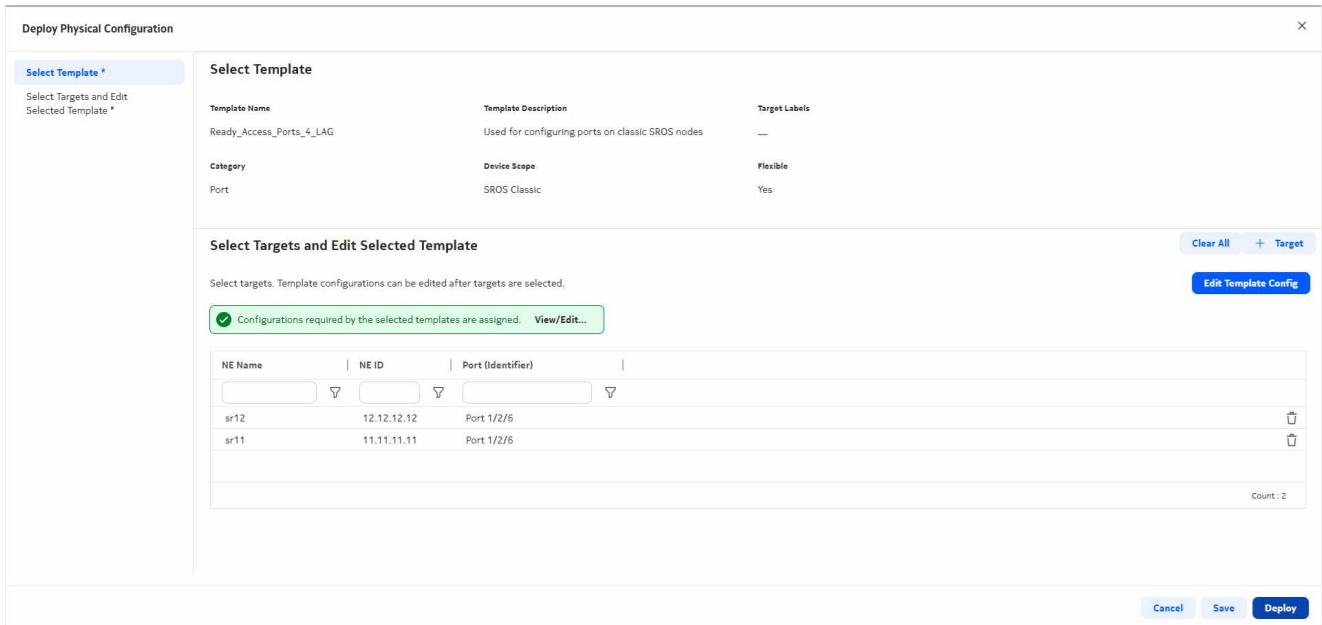 Deploy Physical Configuration
Select Template *
Select Targets and Edit
Selected Template *
Select Template
Template Name Template Description Target Labels
Ready_Access_Ports_4_LAG Used for configuring ports on classic SROS nodes —
Category Device Scope Flexible
Port SROS Classic Yes
Select Targets and Edit Selected Template
Clear All + Target
Select targets. Template configurations can be edited after targets are selected.
Edit Template Config
Configurations required by the selected templates are assigned. View/Edit...
NE Name NE ID Port (Identifier)
sr12 12.12.12.12 Port 1/2/6
sr11 11.11.11.11 Port 1/2/6
Count : 2
Cancel Save Deploy